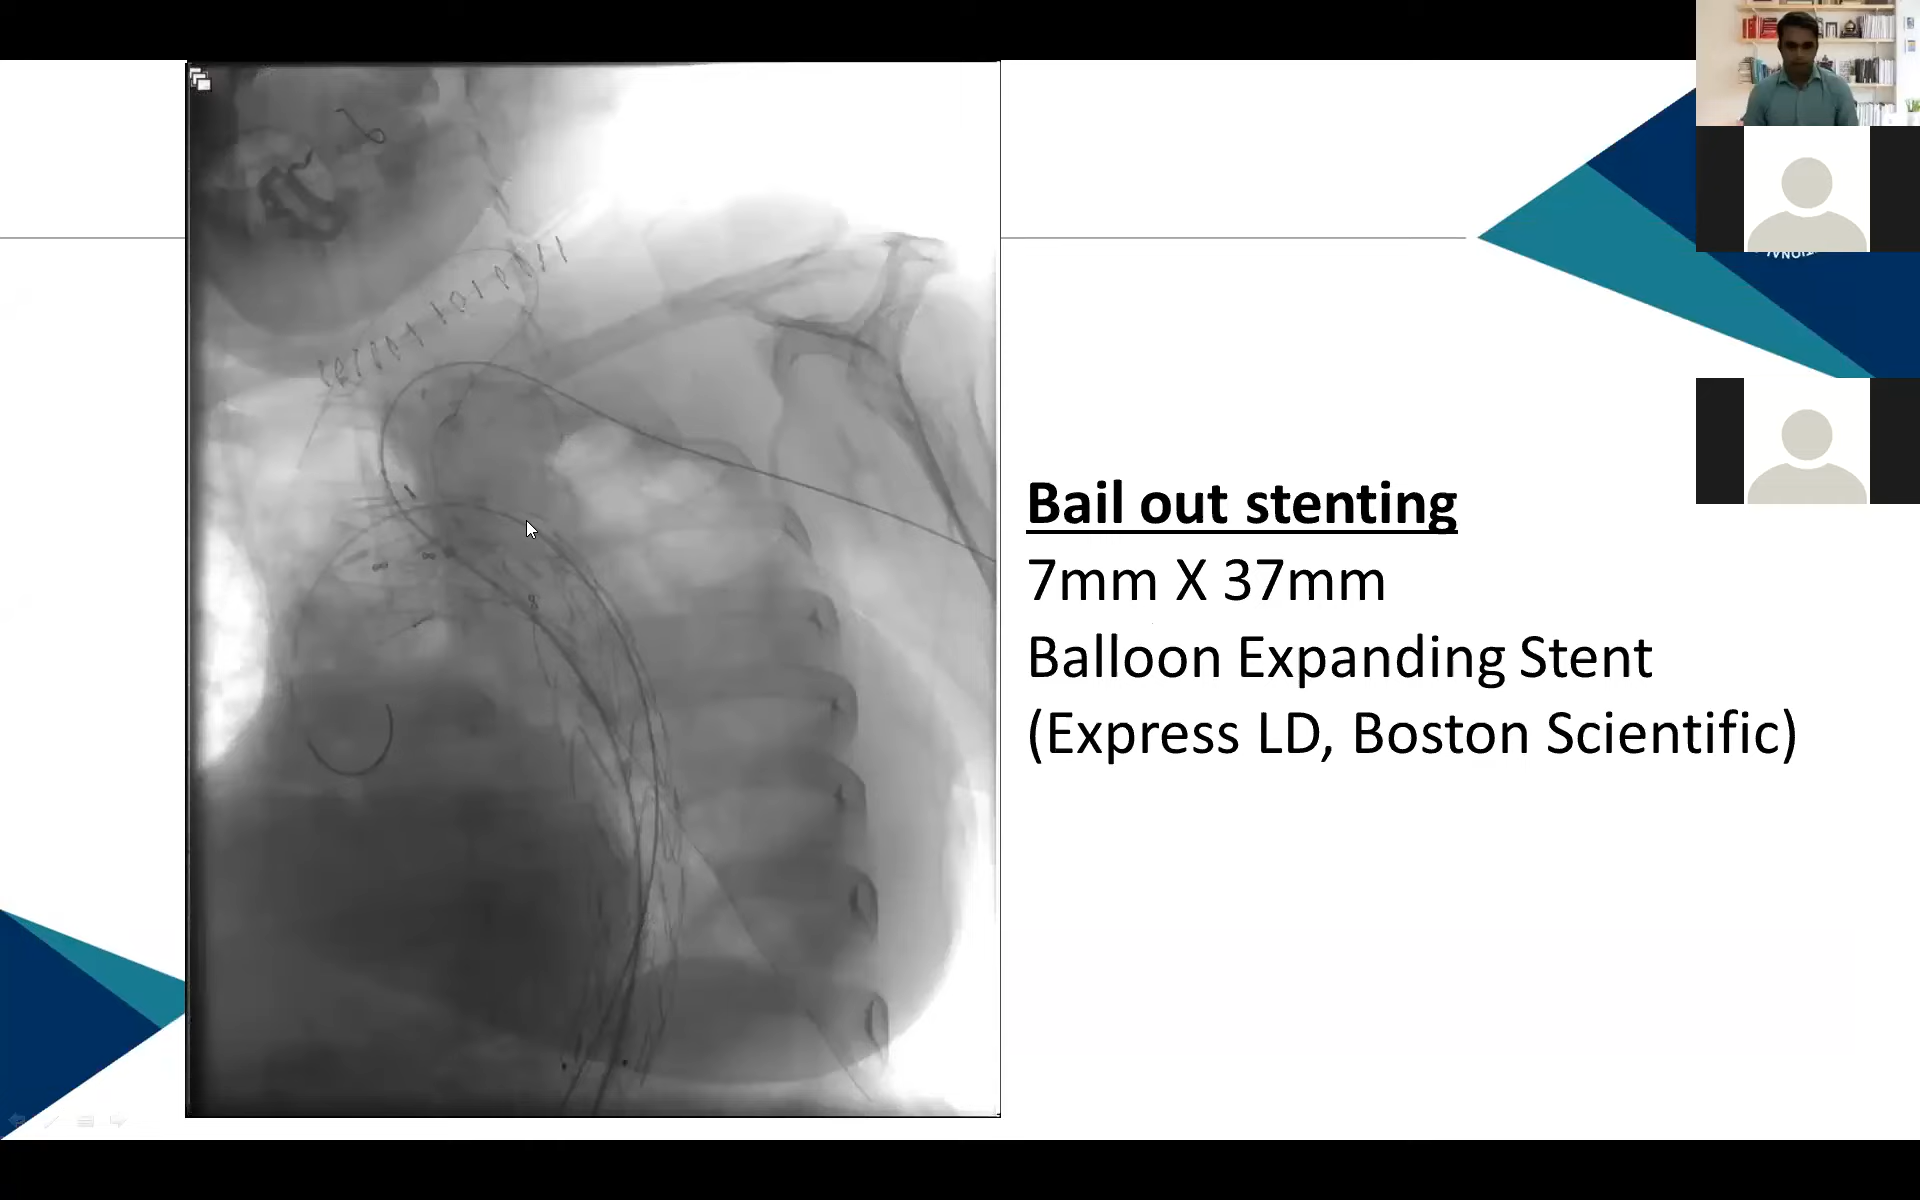 Bail out stenting
7mm X 37mm
Balloon Expanding Stent
(Express LD, Boston Scientific)